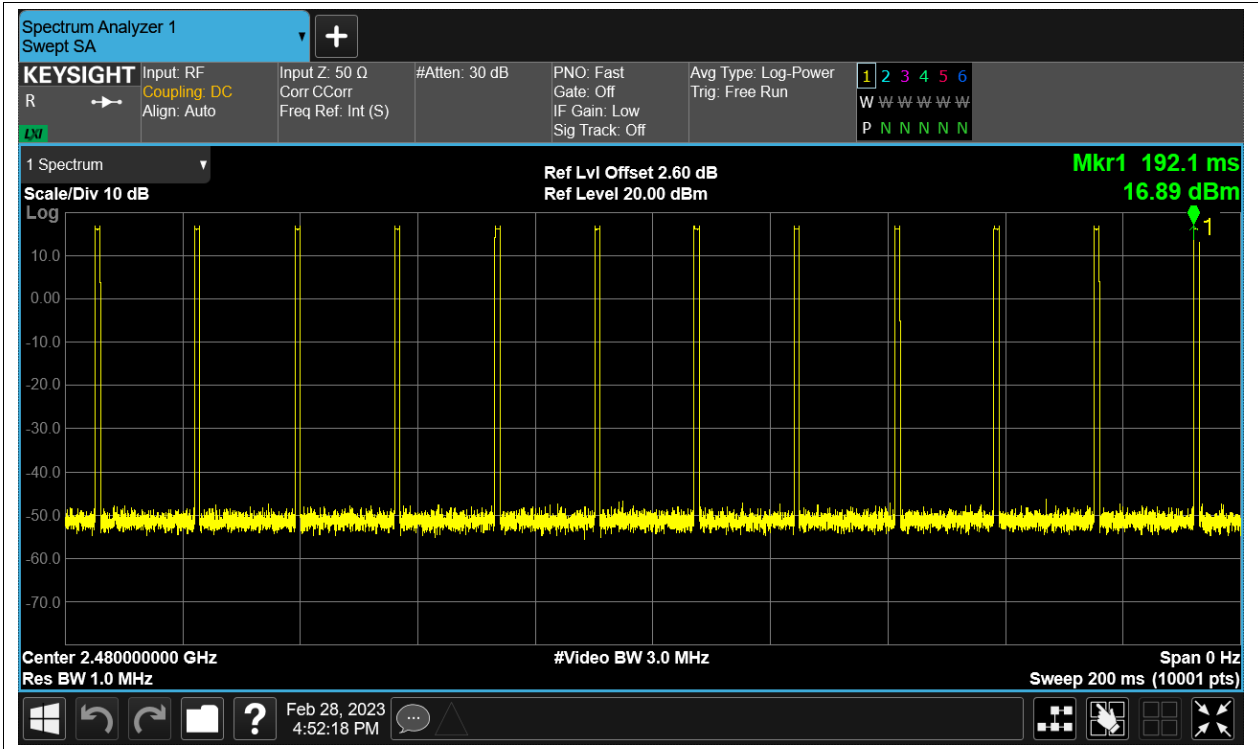 Spectrum Analyzer 1
Swept SA
KEYSIGHT
R
LXI
Input: RF
Coupling: DC
Align: Auto
Input Z: 50 Ω
Corr CCorr
Freq Ref: Int (S)
#Atten: 30 dB
PNO: Fast
Gate: Off
IF Gain: Low
Sig Track: Off
Avg Type: Log-Power
Trig: Free Run
1 2 3 4 5 6
W W W W W W
P N N N N N
1 Spectrum
Scale/Div 10 dB
Log
Ref Lvl Offset 2.60 dB
Ref Level 20.00 dBm
Mkr1 192.1 ms
16.89 dBm
1
10.0
0.00
-10.0
-20.0
-30.0
-40.0
-50.0
-60.0
-70.0
Center 2.480000000 GHz
Res BW 1.0 MHz
#Video BW 3.0 MHz
Span 0 Hz
Sweep 200 ms (10001 pts)
?
Feb 28, 2023
4:52:18 PM